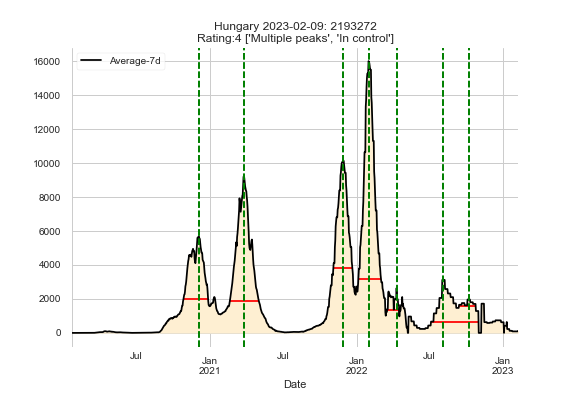 Hungary 2023-02-09: 2193272
Rating:4 ['Multiple peaks', 'In control']
Average-7d
16000
14000
12000
10000
8000
6000
4000
2000
0
Jul
Jan
2021
Jul
Jan
2022
Jul
Jan
2023
Date